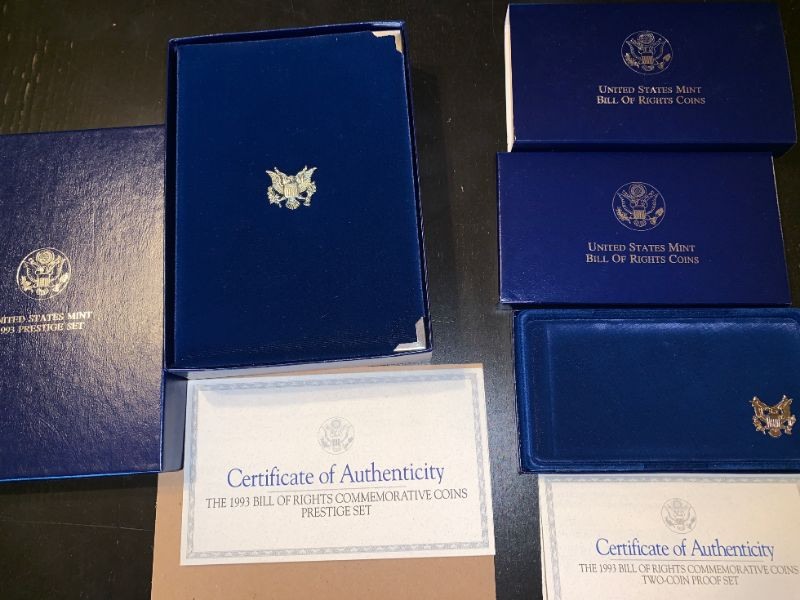 UNITED STATES MINT
BILL OF RIGHTS COINS
UNITED STATES MINT
BILL OF RIGHTS COINS
NITED STATES MINT
993 PRESTIGE SET
Certificate of Authenticity
THE 1993 BILL OF RIGHTS COMMEMORATIVE COINS
PRESTIGE SET
Certificate of Authenticity
THE 1993 BILL OF RIGHTS COMMEMORATIVE COINS
TWO-COIN PROOF SET